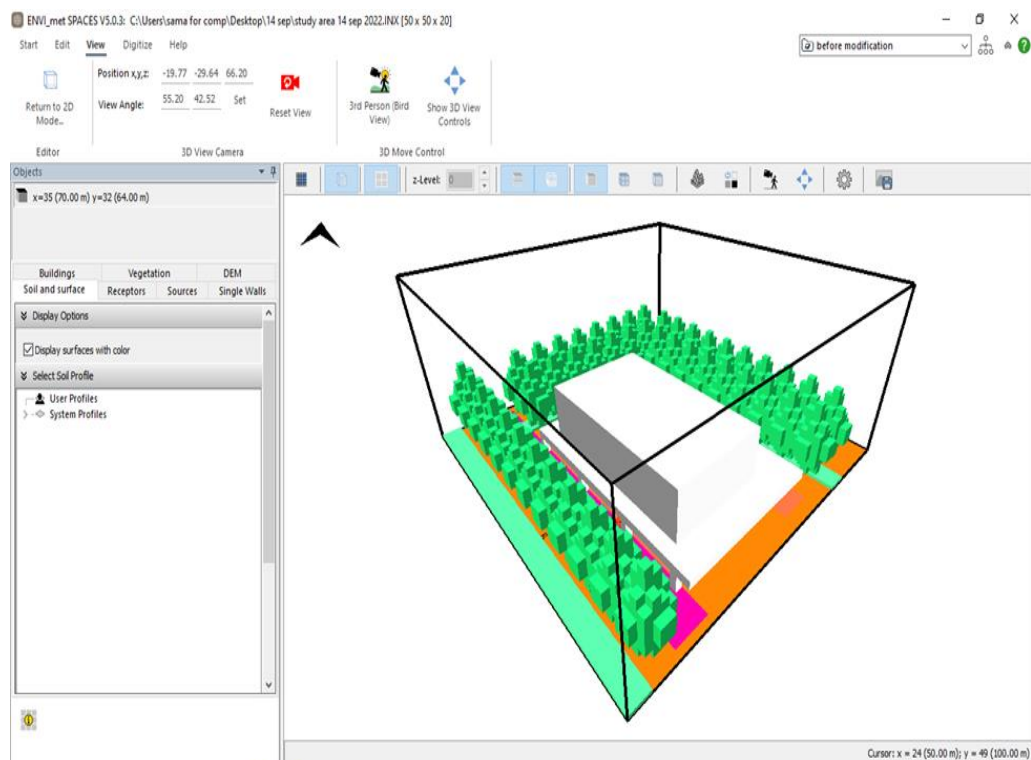 ENVI_met SPACES V5.0.3: C:\Users\sama for comp\Desktop\14 sep\study area 14 sep 2022.INX [50 x 50 x 20]
Start Edit View Digitize Help
before modification
Return to 2D Mode..
Editor
Position x,y,z: -19.77 -29.64 66.20
View Angle: 55.20 42.52 Set
Reset View
3D View Camera
3rd Person (Bird View)
Show 3D View Controls
3D Move Control
Objects
x=35 (70.00 m) y=32 (64.00 m)
z-Level: 0
Buildings Vegetation DEM
Soil and surface Receptors Sources Single Walls
Display Options
Display surfaces with color
Select Soil Profile
User Profiles
System Profiles
Cursor: x = 24 (50.00 m); y = 49 (100.00 m)